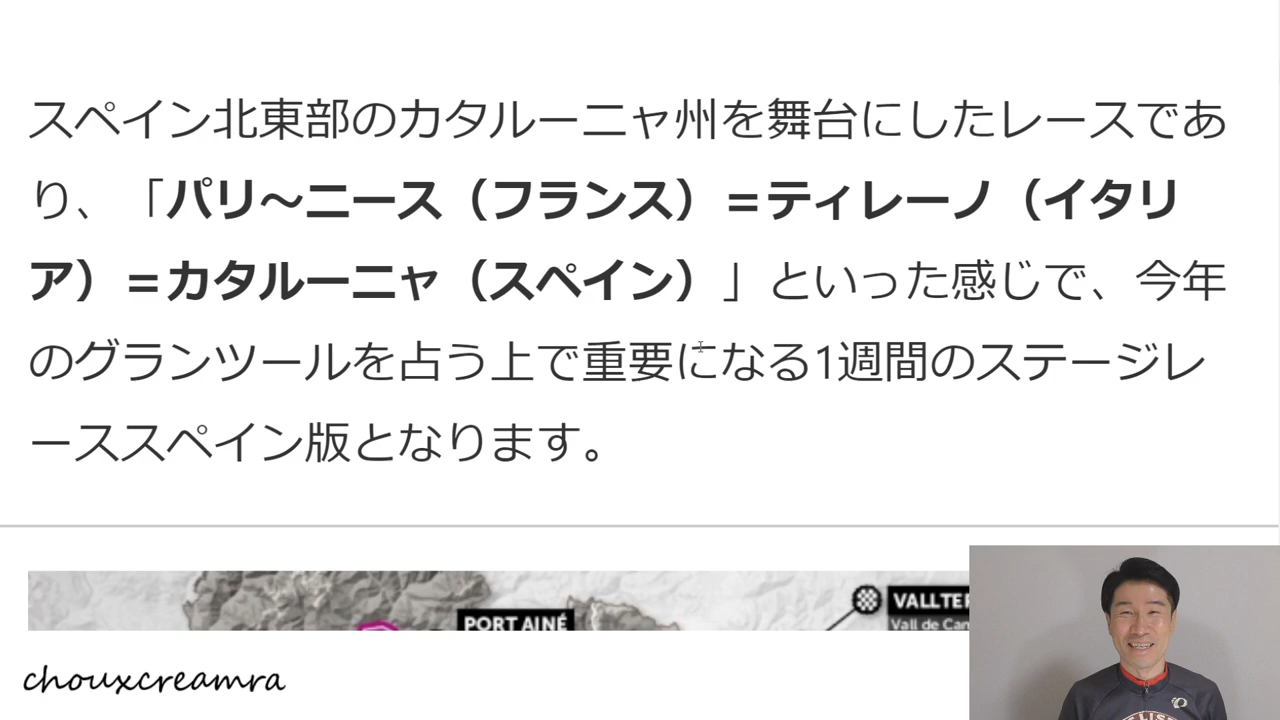 スペイン北東部のカタルーニャ州を舞台にしたレースであ
り、「パリ～ニース（フランス）＝ティレーノ（イタリ
ア）＝カタルーニャ（スペイン）」といった感じで、今年
のグランツールを占う上で重要になる1週間のステージレ
ーススペイン版となります。
PORT AINÉ
VALLTER
Vall de Cam
chouxcreamra